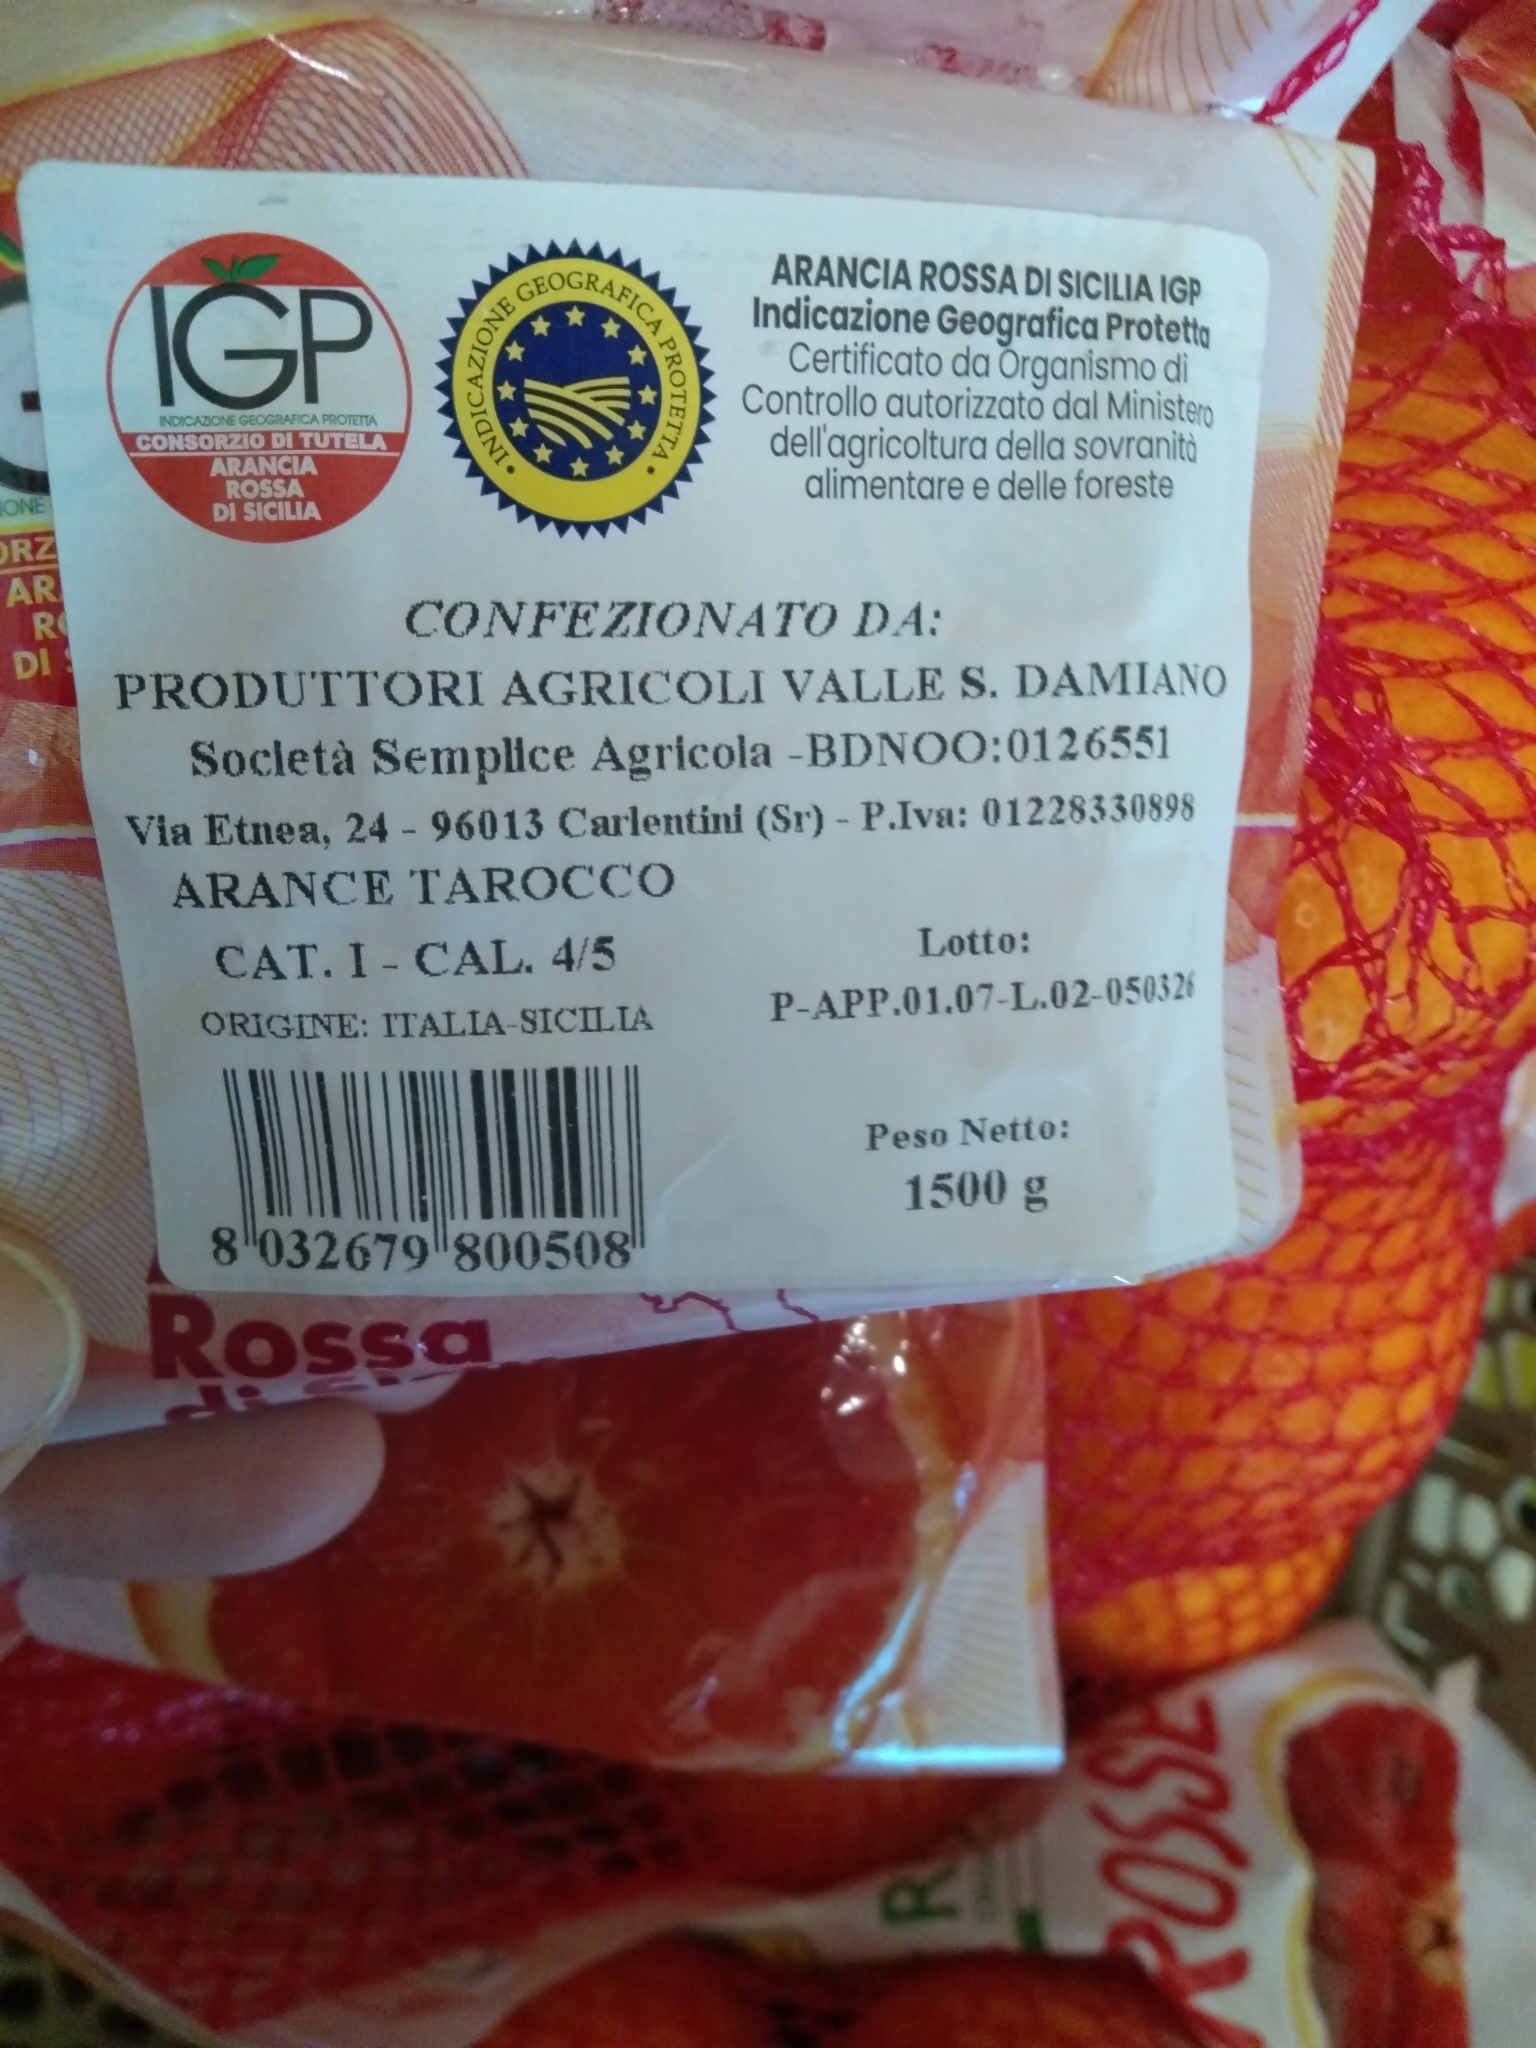 IGP
INDICAZIONE GEOGRAFICA PROTETTA
CONSORZIO DI TUTELA
ARANCIA
ROSSA
DI SICILIA
• INDICAZIONE GEOGRAFICA PROTETTA •
ARANCIA ROSSA DI SICILIA IGP
Indicazione Geografica Protetta
Certificato da Organismo di
Controllo autorizzato dal Ministero
dell'agricoltura della sovranità
alimentare e delle foreste
CONFEZIONATO DA:
PRODUTTORI AGRICOLI VALLE S. DAMIANO
Società Semplice Agricola -BDNOO:0126551
Via Etnea, 24 - 96013 Carlentini (Sr) - P.Iva: 01228330898
ARANCE TAROCCO
CAT. I - CAL. 4/5
ORIGINE: ITALIA-SICILIA
Lotto:
P-APP.01.07-L.02-050326
Peso Netto:
1500 g
8 032679 800508
Rossa
di
ROSSE